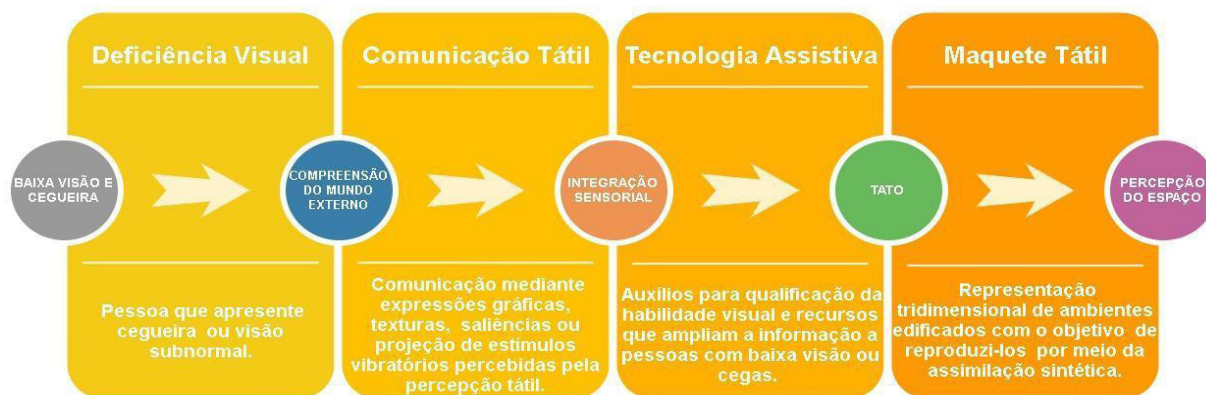 Deficiência Visual
Comunicação Tátil
Tecnologia Assistiva
Maquete Tátil
BAIXA VISÃO E
CEGUEIRA
COMPREENSÃO
DO MUNDO
EXTERNO
INTEGRAÇÃO
SENSORIAL
TATO
PERCEPÇÃO
DO ESPAÇO
Pessoa que apresente
cegueira ou visão
subnormal.
Comunicação mediante
expressões gráficas,
texturas, saliências ou
projeção de estímulos
vibratórios percebidas pela
percepção tátil.
Auxílios para qualificação da
habilidade visual e recursos
que ampliam a informação a
pessoas com baixa visão ou
cegas.
Representação
tridimensional de ambientes
edificados com o objetivo de
reproduzi-los por meio da
assimilação sintética.